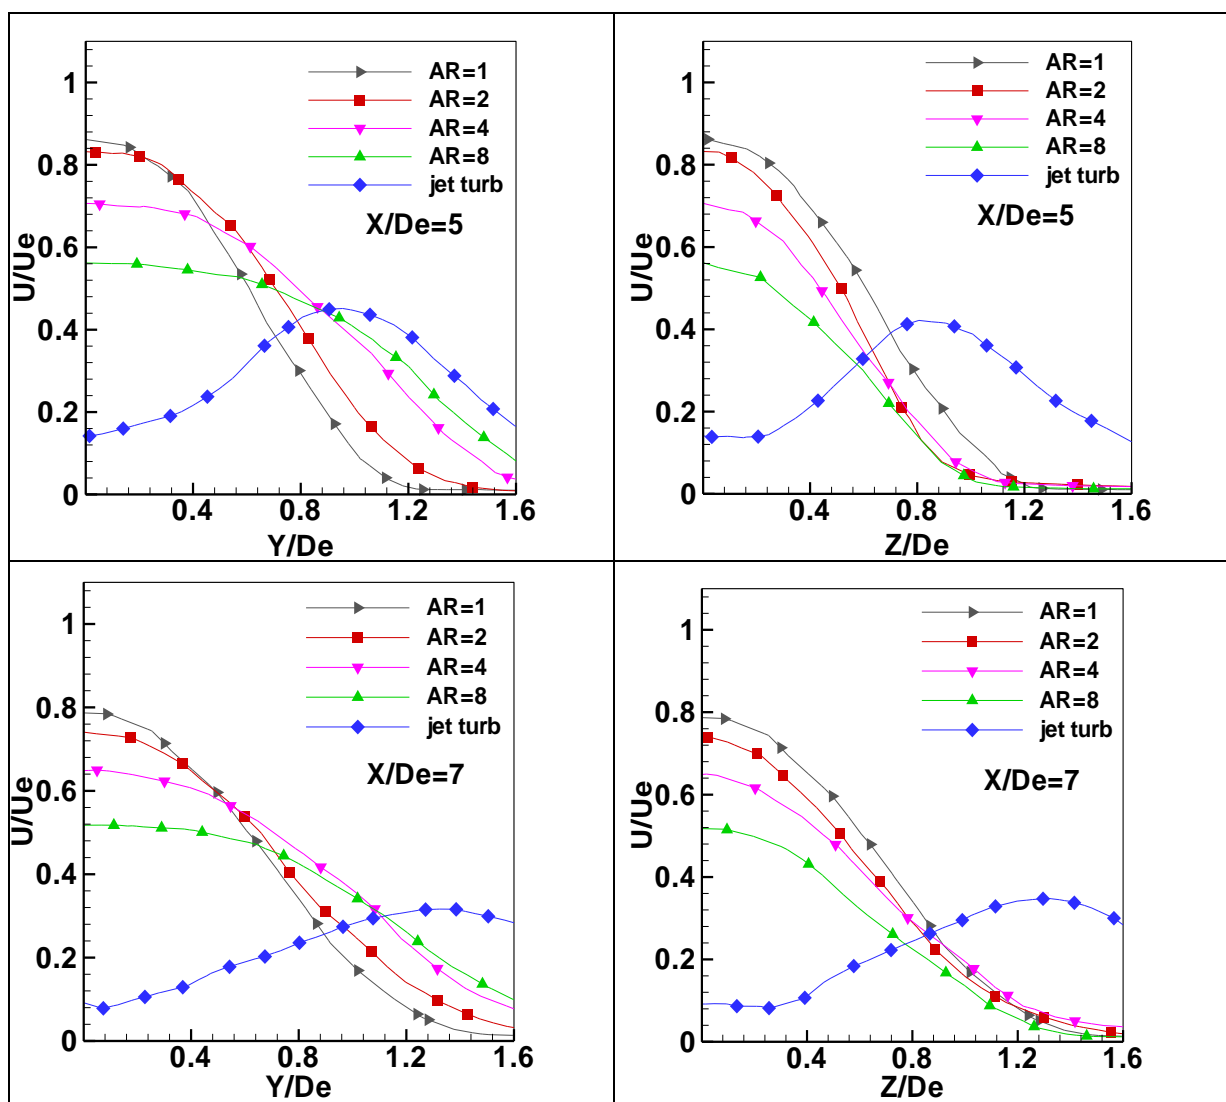 AR=1
AR=2
AR=4
AR=8
jet turb
X/De=5
1
0.8
0.6
0.4
0.2
0
U/Ue
0.4 0.8 1.2 1.6
Y/De
AR=1
AR=2
AR=4
AR=8
jet turb
X/De=5
1
0.8
0.6
0.4
0.2
0
U/Ue
0.4 0.8 1.2 1.6
Z/De
AR=1
AR=2
AR=4
AR=8
jet turb
X/De=7
1
0.8
0.6
0.4
0.2
0
U/Ue
0.4 0.8 1.2 1.6
Y/De
AR=1
AR=2
AR=4
AR=8
jet turb
X/De=7
1
0.8
0.6
0.4
0.2
0
U/Ue
0.4 0.8 1.2 1.6
Z/De